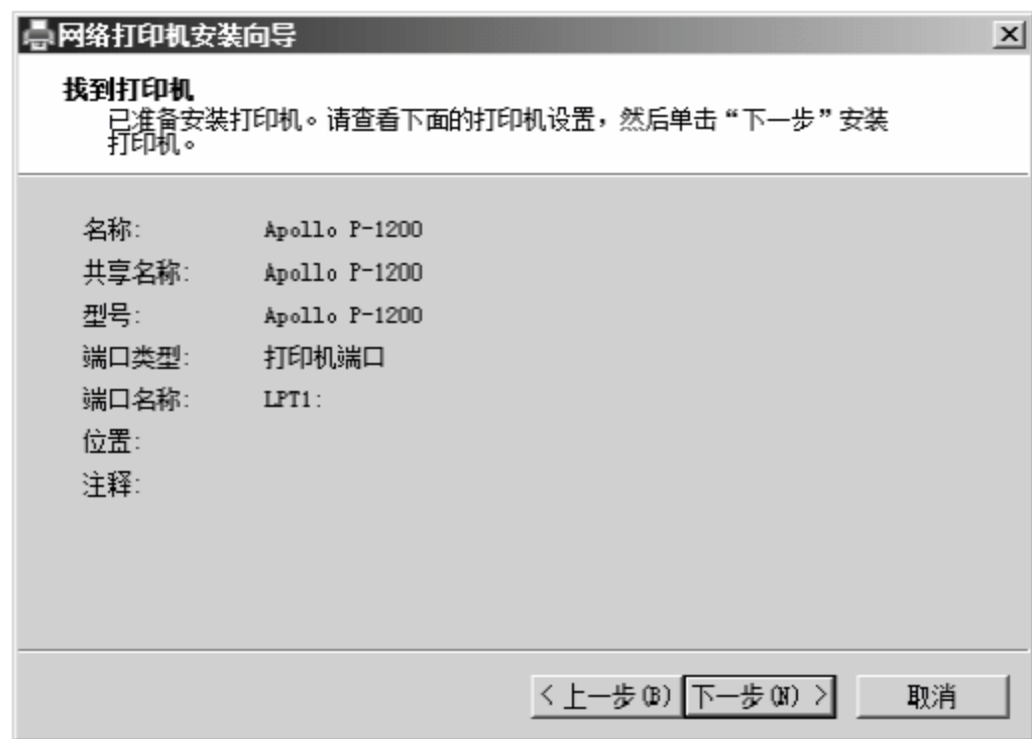 网络打印机安装向导
找到打印机
已准备安装打印机。请查看下面的打印机设置，然后单击“下一步”安装
打印机。
名称: Apollo P-1200
共享名称: Apollo P-1200
型号: Apollo P-1200
端口类型: 打印机端口
端口名称: LPT1:
位置:
注释:
< 上一步(B) 下一步(N) > 取消